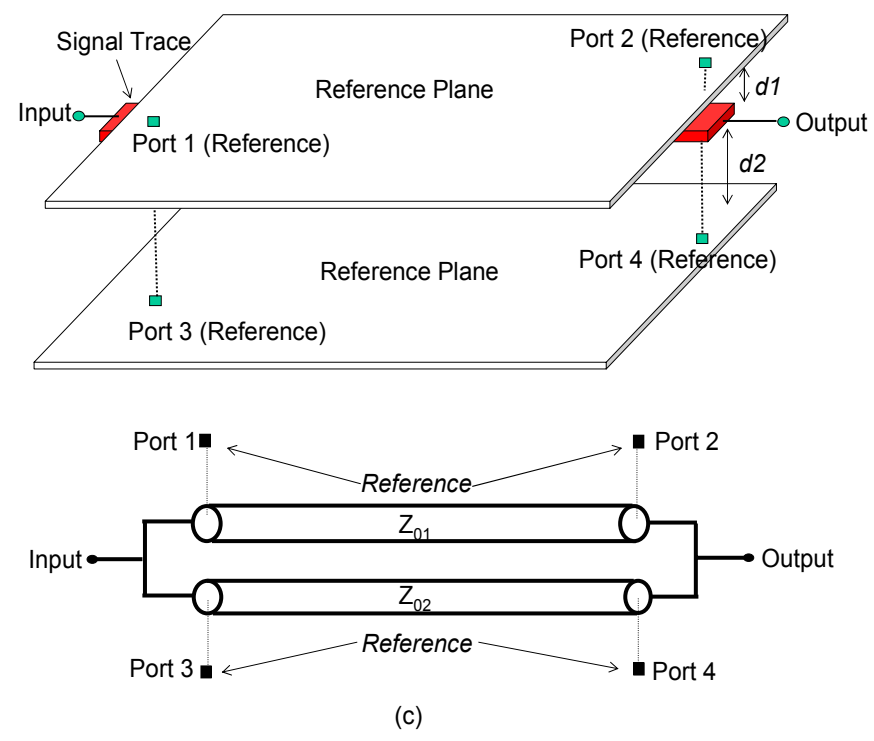 Signal Trace
Port 2 (Reference)
Reference Plane
d1
Input
Output
Port 1 (Reference)
d2
Reference Plane
Port 4 (Reference)
Port 3 (Reference)
Port 1
Port 2
Reference
Z01
Input
Output
Z02
Reference
Port 3
Port 4
(c)